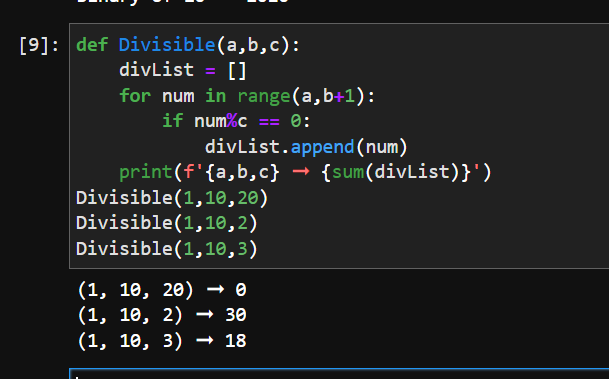 [9]: def Divisible(a,b,c):
    divList = []
    for num in range(a,b+1):
        if num%c == 0:
            divList.append(num)
    print(f'{a,b,c} → {sum(divList)}')
Divisible(1,10,20)
Divisible(1,10,2)
Divisible(1,10,3)
(1, 10, 20) → 0
(1, 10, 2) → 30
(1, 10, 3) → 18